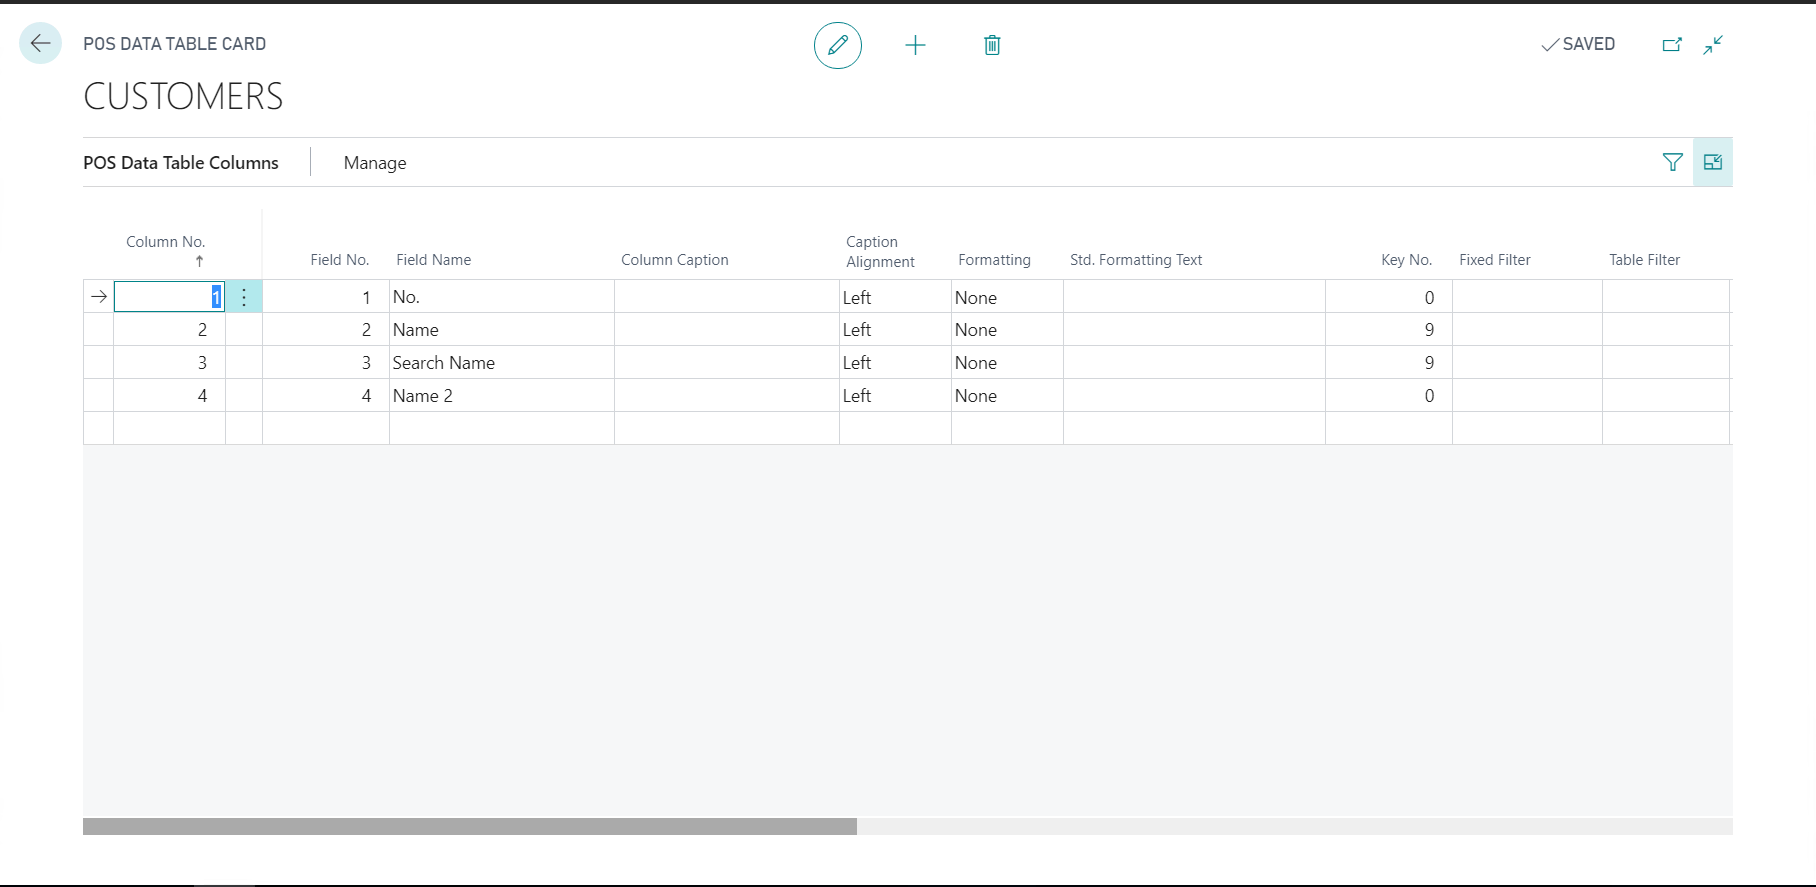 POS DATA TABLE CARD
SAVED
CUSTOMERS
POS Data Table Columns Manage
Column No. Field No. Field Name Column Caption Caption Alignment Formatting Std. Formatting Text Key No. Fixed Filter Table Filter
1 1 No. Left None 0
2 2 Name Left None 9
3 3 Search Name Left None 9
4 4 Name 2 Left None 0